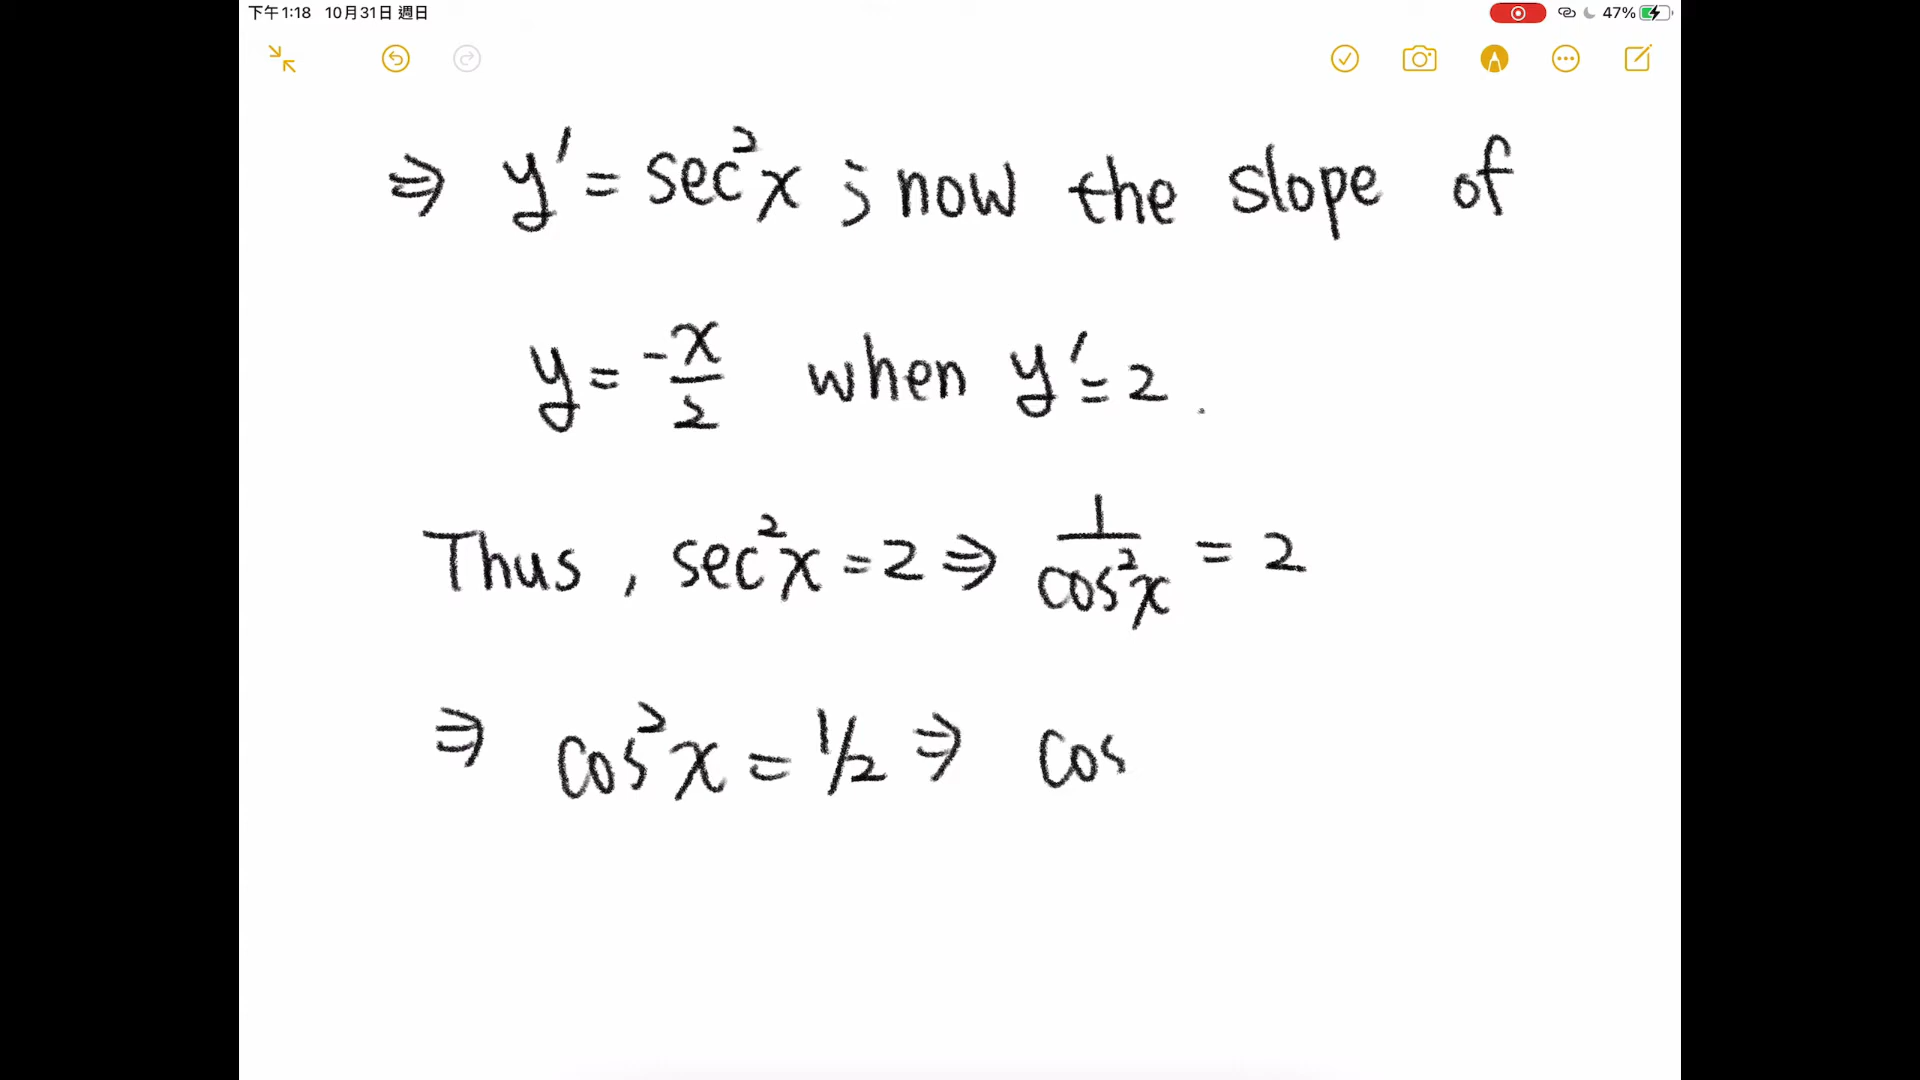 下午1:18 10月31日 週日 47%
⇒ y' = sec²x ; now the slope of
y = -x/2 when y' = 2 .
Thus , sec²x = 2 ⇒ 1/cos²x = 2
⇒ cos²x = 1/2 ⇒ cos